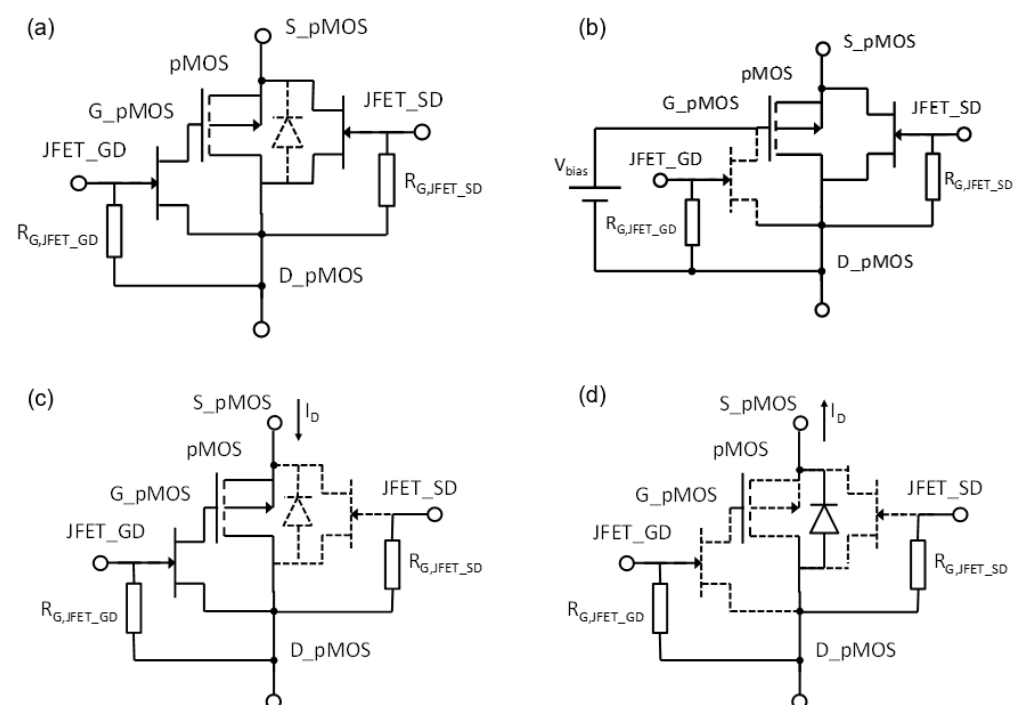 (a)
S_pMOS
pMOS
G_pMOS
JFET_SD
JFET_GD
R_G,JFET_SD
R_G,JFET_GD
D_pMOS
(b)
S_pMOS
pMOS
G_pMOS
JFET_SD
V_bias
JFET_GD
R_G,JFET_SD
R_G,JFET_GD
D_pMOS
(c)
S_pMOS
I_D
pMOS
G_pMOS
JFET_SD
JFET_GD
R_G,JFET_SD
R_G,JFET_GD
D_pMOS
(d)
S_pMOS
I_D
pMOS
G_pMOS
JFET_SD
JFET_GD
R_G,JFET_SD
R_G,JFET_GD
D_pMOS